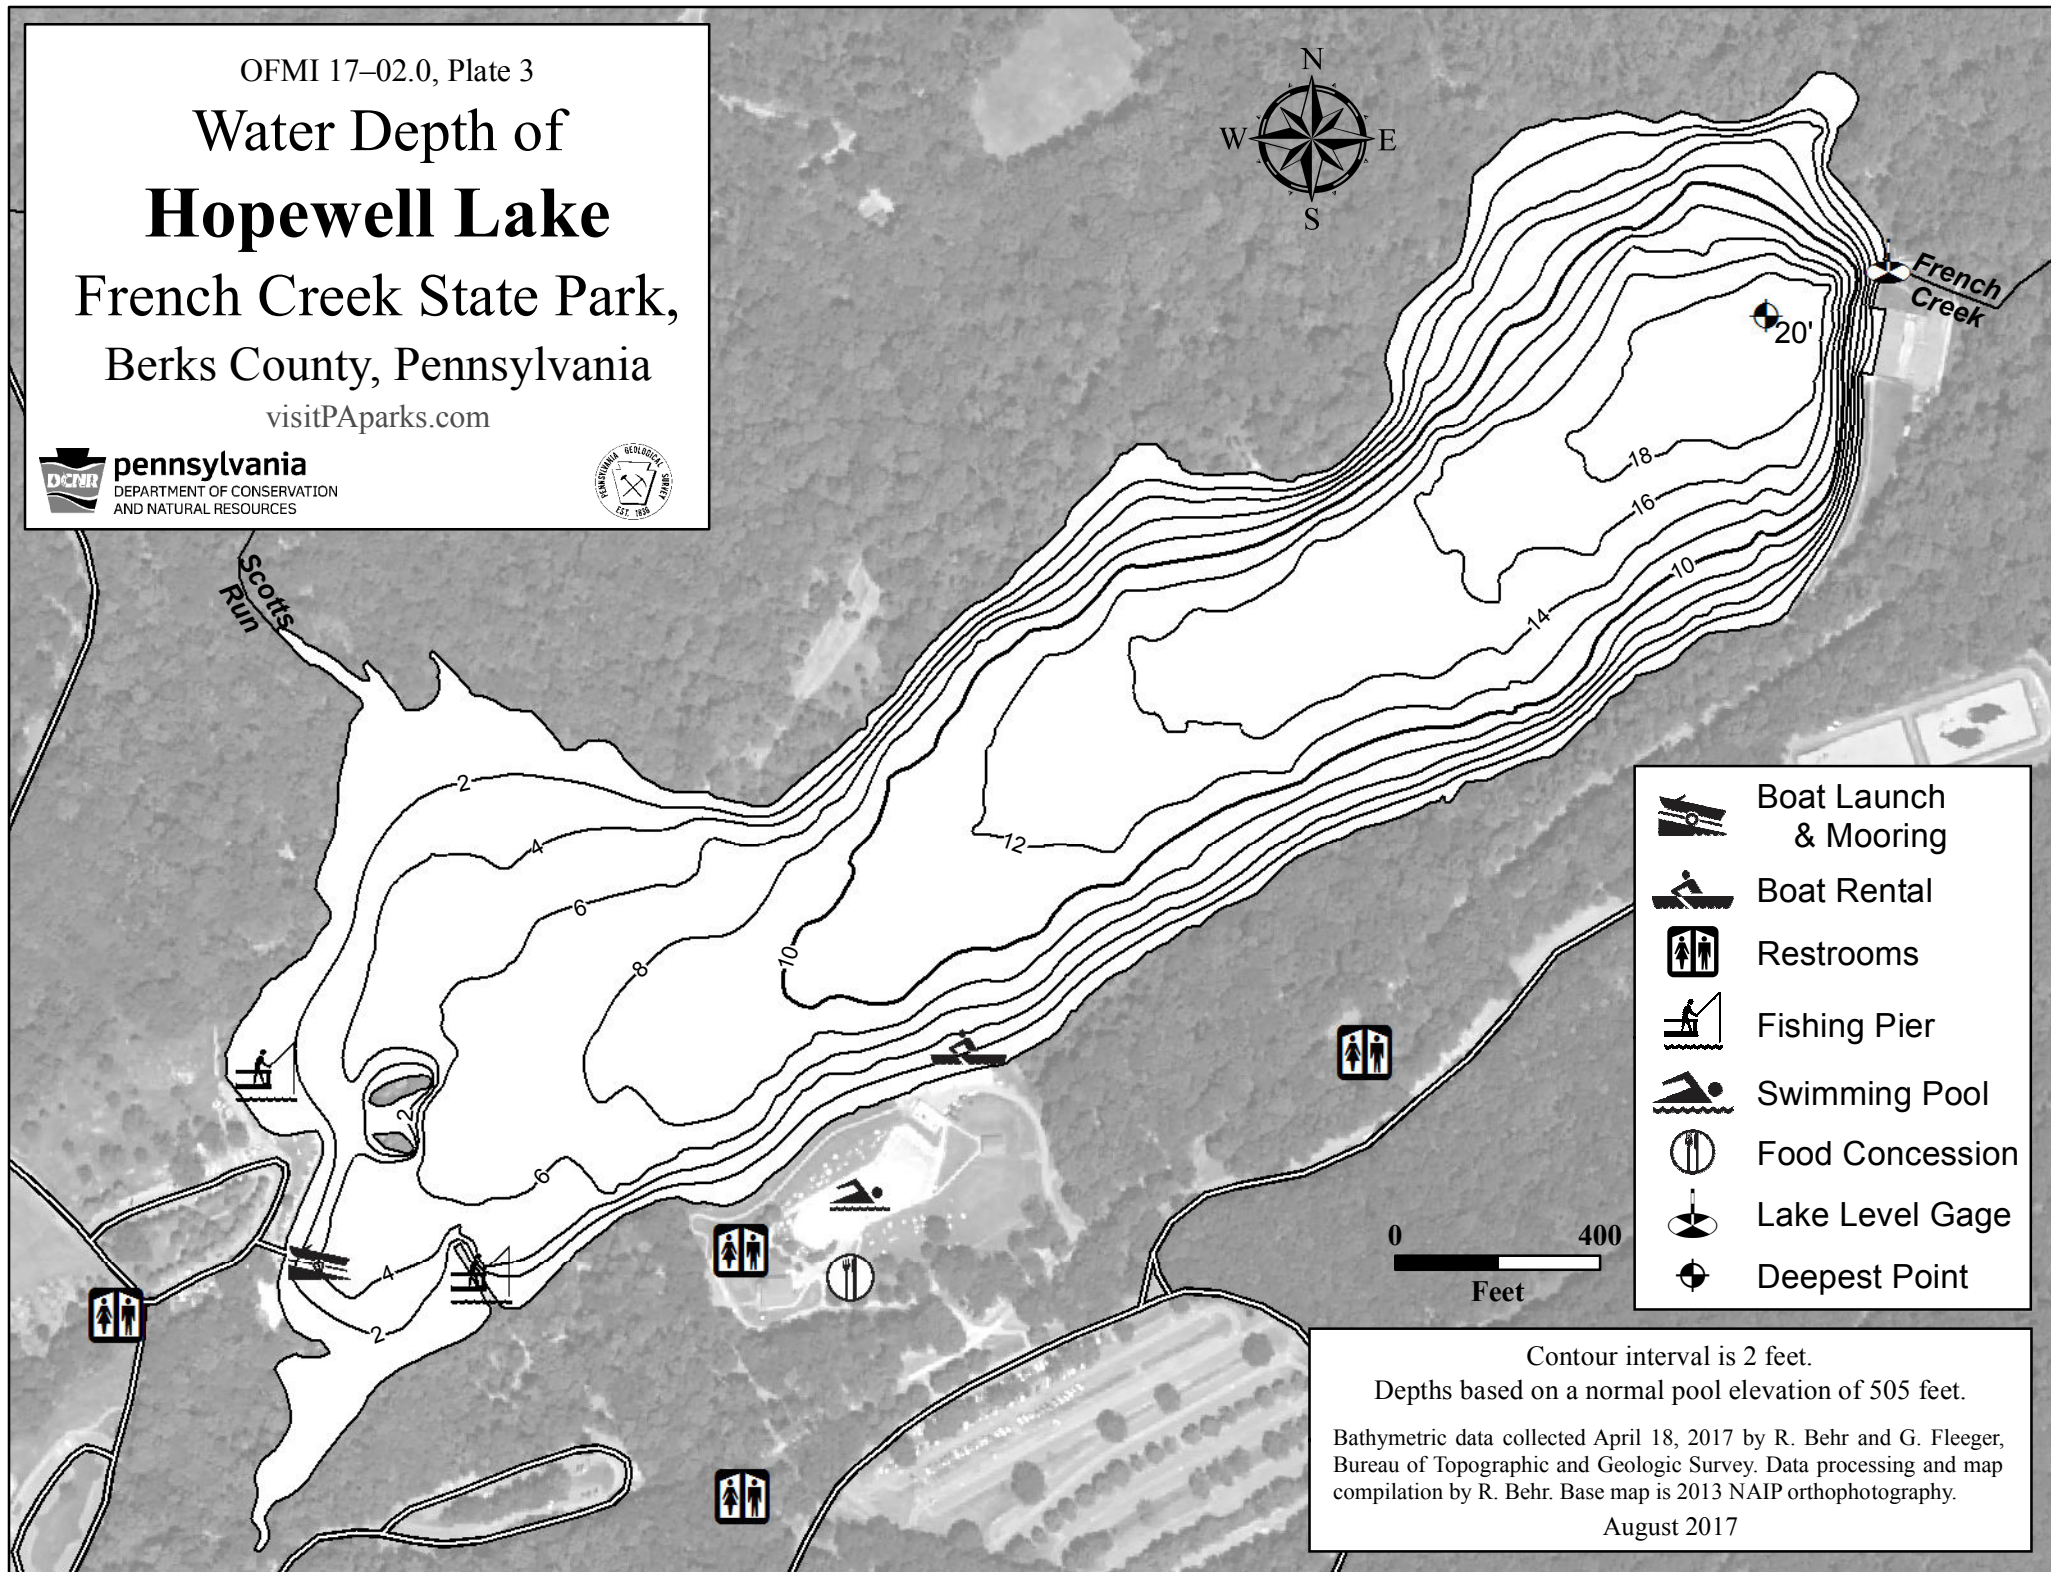 OFMI 17–02.0, Plate 3
Water Depth of
Hopewell Lake
French Creek State Park,
Berks County, Pennsylvania
visitPAparks.com
DCNR
pennsylvania
DEPARTMENT OF CONSERVATION
AND NATURAL RESOURCES
PENNSYLVANIA GEOLOGICAL SURVEY
EST. 1836
N
W
E
S
French
Creek
20'
18
16
10
14
Scotts
Run
2
12
4
6
10
8
2
6
4
2
Boat Launch
& Mooring
Boat Rental
Restrooms
Fishing Pier
Swimming Pool
Food Concession
Lake Level Gage
Deepest Point
0
400
Feet
Contour interval is 2 feet.
Depths based on a normal pool elevation of 505 feet.
Bathymetric data collected April 18, 2017 by R. Behr and G. Fleeger,
Bureau of Topographic and Geologic Survey. Data processing and map
compilation by R. Behr. Base map is 2013 NAIP orthophotography.
August 2017